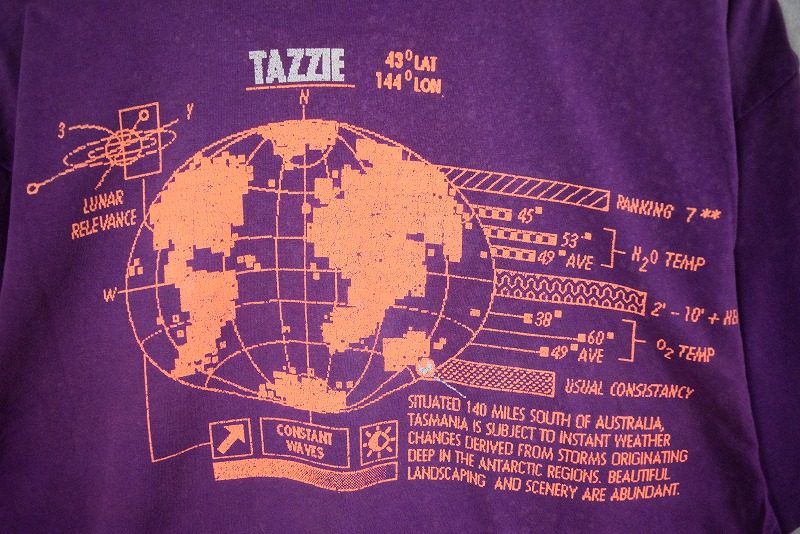 TAZZIE
43° LAT
144° LON.
N
3
Y
LUNAR
RELEVANCE
W
RANKING 7**
45°
53°
49° AVE
H₂O TEMP
2' - 10' +
38°
60°
49° AVE
O₂ TEMP
USUAL CONSISTANCY
CONSTANT
WAVES
SITUATED 140 MILES SOUTH OF AUSTRALIA,
TASMANIA IS SUBJECT TO INSTANT WEATHER
CHANGES DERIVED FROM STORMS ORIGINATING
DEEP IN THE ANTARCTIC REGIONS. BEAUTIFUL
LANDSCAPING AND SCENERY ARE ABUNDANT.